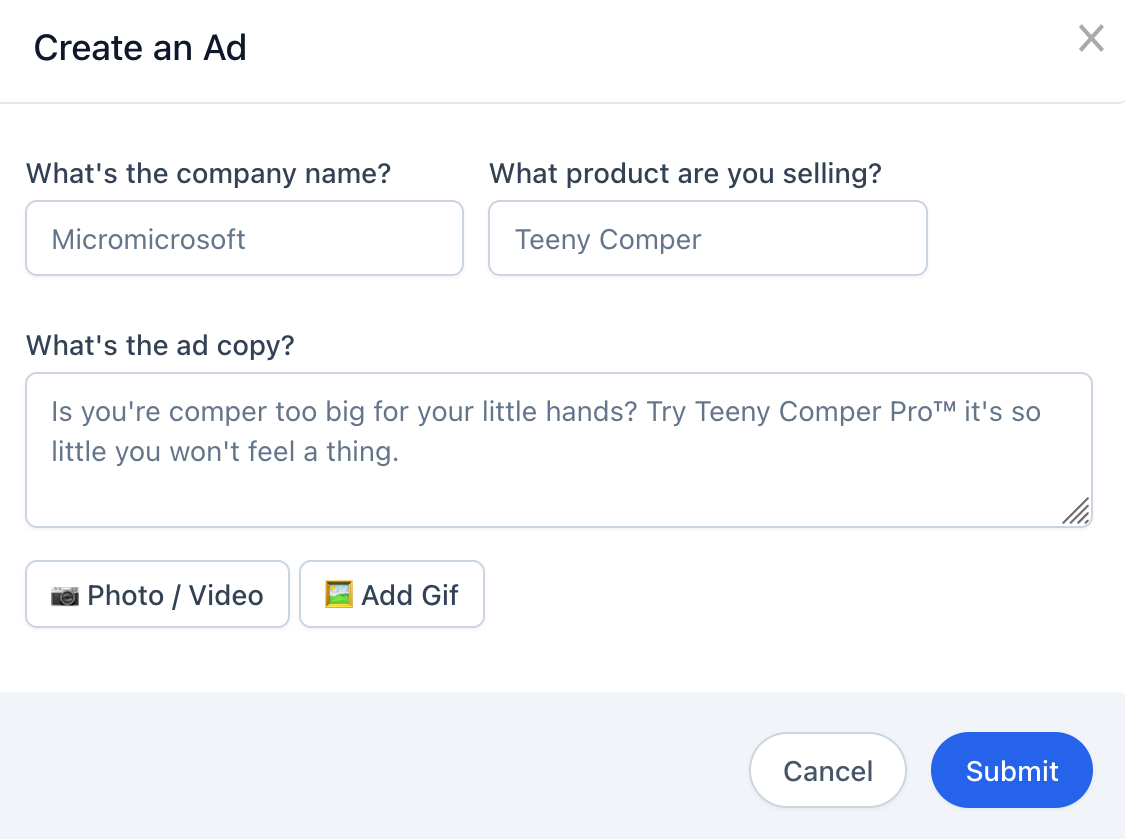 Create an Ad
What's the company name?
What product are you selling?
Micromicrosoft
Teeny Comper
What's the ad copy?
Is you're comper too big for your little hands? Try Teeny Comper Pro™ it's so
little you won't feel a thing.
Photo / Video
Add Gif
Cancel
Submit